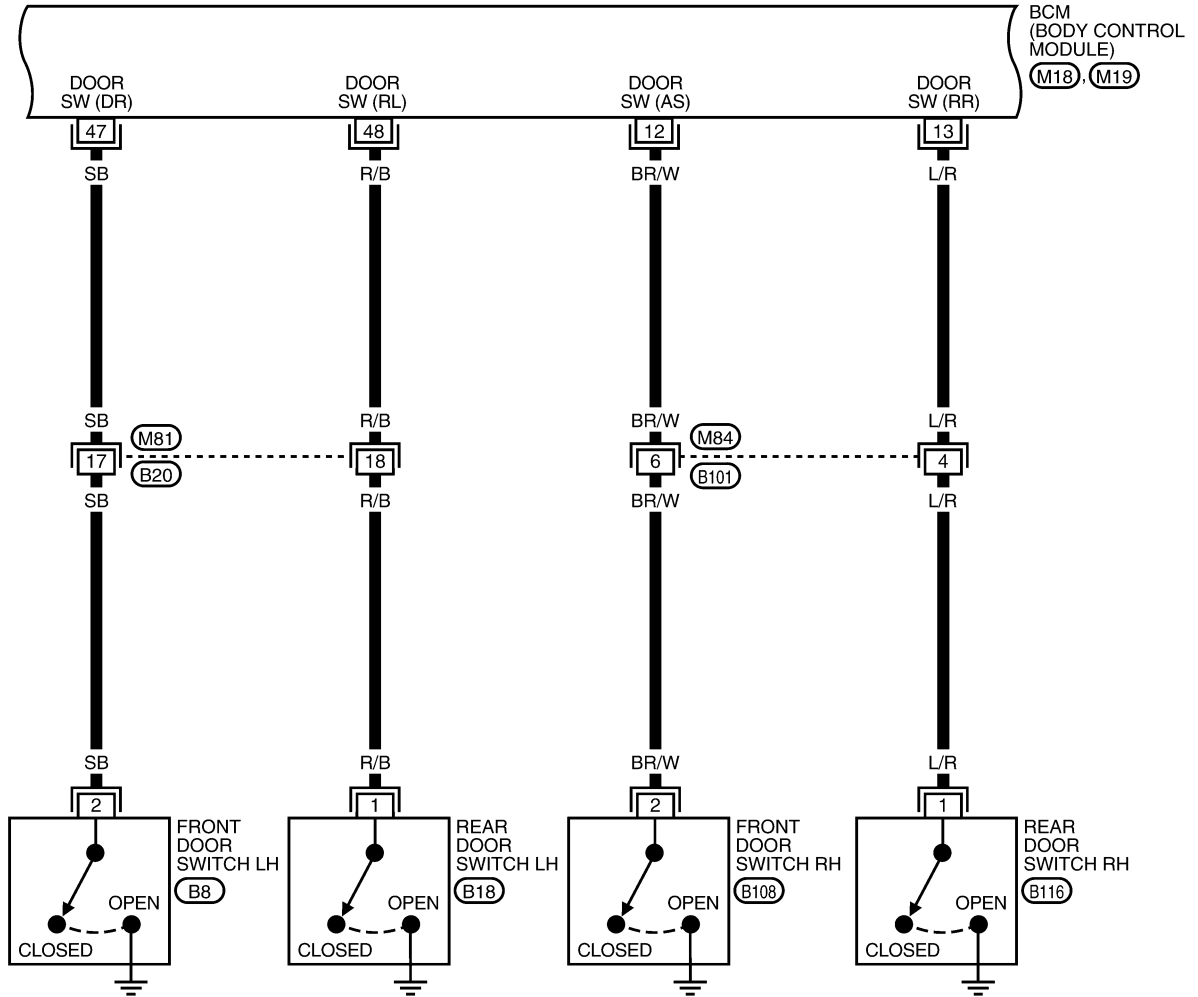 BCM
(BODY CONTROL
MODULE)
M18, M19
DOOR
SW (DR)
DOOR
SW (RL)
DOOR
SW (AS)
DOOR
SW (RR)
47
48
12
13
SB
R/B
BR/W
L/R
SB
R/B
BR/W
L/R
M81
M84
17
18
6
4
B20
B101
SB
R/B
BR/W
L/R
SB
R/B
BR/W
L/R
2
1
2
1
FRONT
DOOR
SWITCH LH
B8
REAR
DOOR
SWITCH LH
B18
FRONT
DOOR
SWITCH RH
B108
REAR
DOOR
SWITCH RH
B116
OPEN
CLOSED
OPEN
CLOSED
OPEN
CLOSED
OPEN
CLOSED